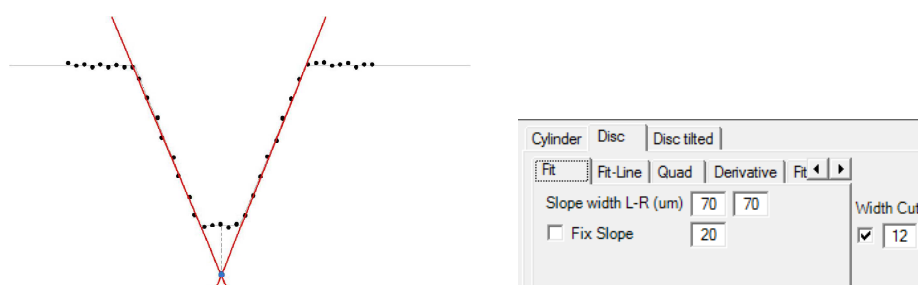 Cylinder Disc Disc tilted
Fit Fit-Line Quad Derivative Fit
Slope width L-R (um) 70 70
Width Cut
Fix Slope 20
12